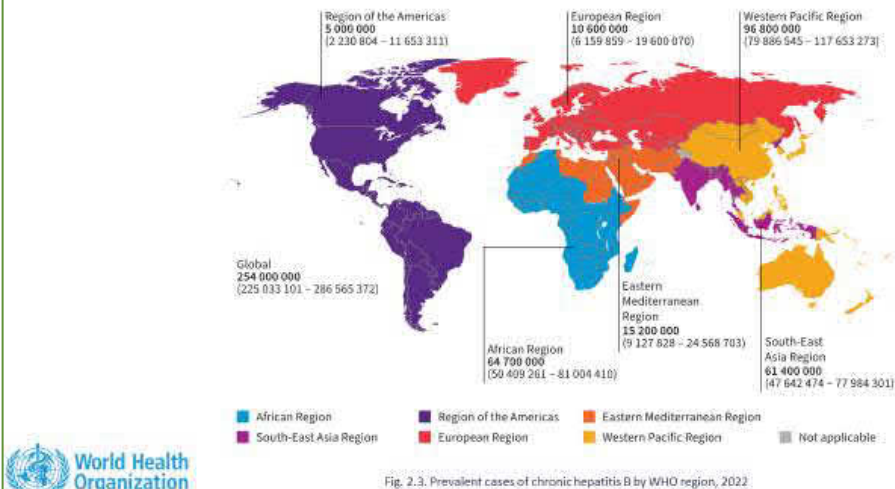 Region of the Americas
5 000 000
(2 230 804 – 11 653 311)
European Region
10 600 000
(6 159 859 – 19 600 070)
Western Pacific Region
96 800 000
(79 886 545 – 117 653 273)
Global
254 000 000
(225 033 101 – 286 565 372)
African Region
64 700 000
(50 409 261 – 81 004 410)
Eastern
Mediterranean
Region
15 200 000
(9 127 828 – 24 568 703)
South-East
Asia Region
61 400 000
(47 642 474 – 77 984 301)
African Region
Region of the Americas
Eastern Mediterranean Region
South-East Asia Region
European Region
Western Pacific Region
Not applicable
World Health
Organization
Fig. 2.3. Prevalent cases of chronic hepatitis B by WHO region, 2022